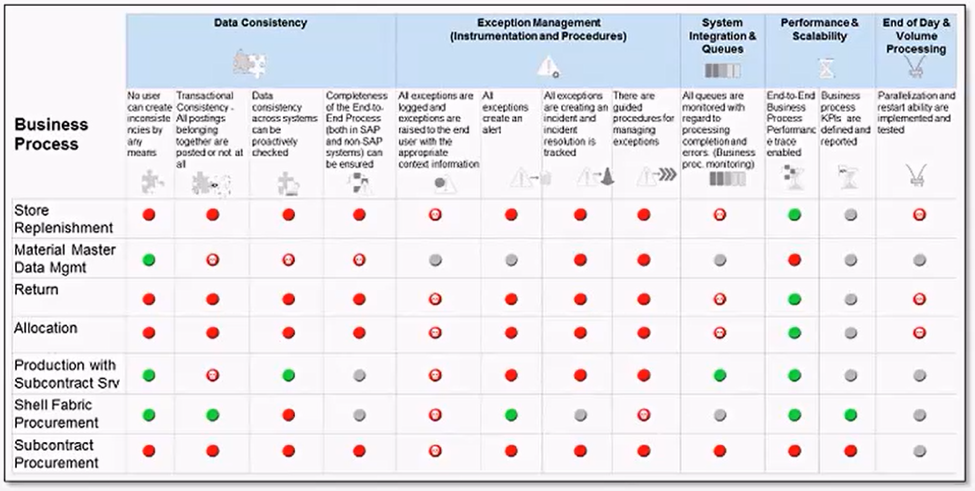 Data Consistency
Exception Management
(Instrumentation and Procedures)
System
Integration &
Queues
Performance &
Scalability
End of Day &
Volume
Processing
Business
Process
No user
can create
inconsiste
ncies by
any
means
Transactional
Consistency -
All postings
belonging
together are
posted or not at
all
Data
consistency
across systems
can be
proactively
checked
Completeness
of the End-to-
End Process
(both in SAP
and non-SAP
systems) can
be ensured
All exceptions are
logged and
exceptions are
raised to the end
user with the
appropriate
context information
All
exceptions
create an
alert
All exceptions are
creating an
incident and
incident
resolution is
tracked
There are
guided
procedures for
managing
exceptions
All queues are
monitored with
regard to
processing
completion and
errors. (Business
proc. monitoring)
End-to-End
Business
Process
Performanc
e trace
enabled
Business
process
KPIs are
defined and
reported
Parallelization and
restart ability are
implemented and
tested
Store
Replenishment
Material Master
Data Mgmt
Return
Allocation
Production with
Subcontract Srv
Shell Fabric
Procurement
Subcontract
Procurement